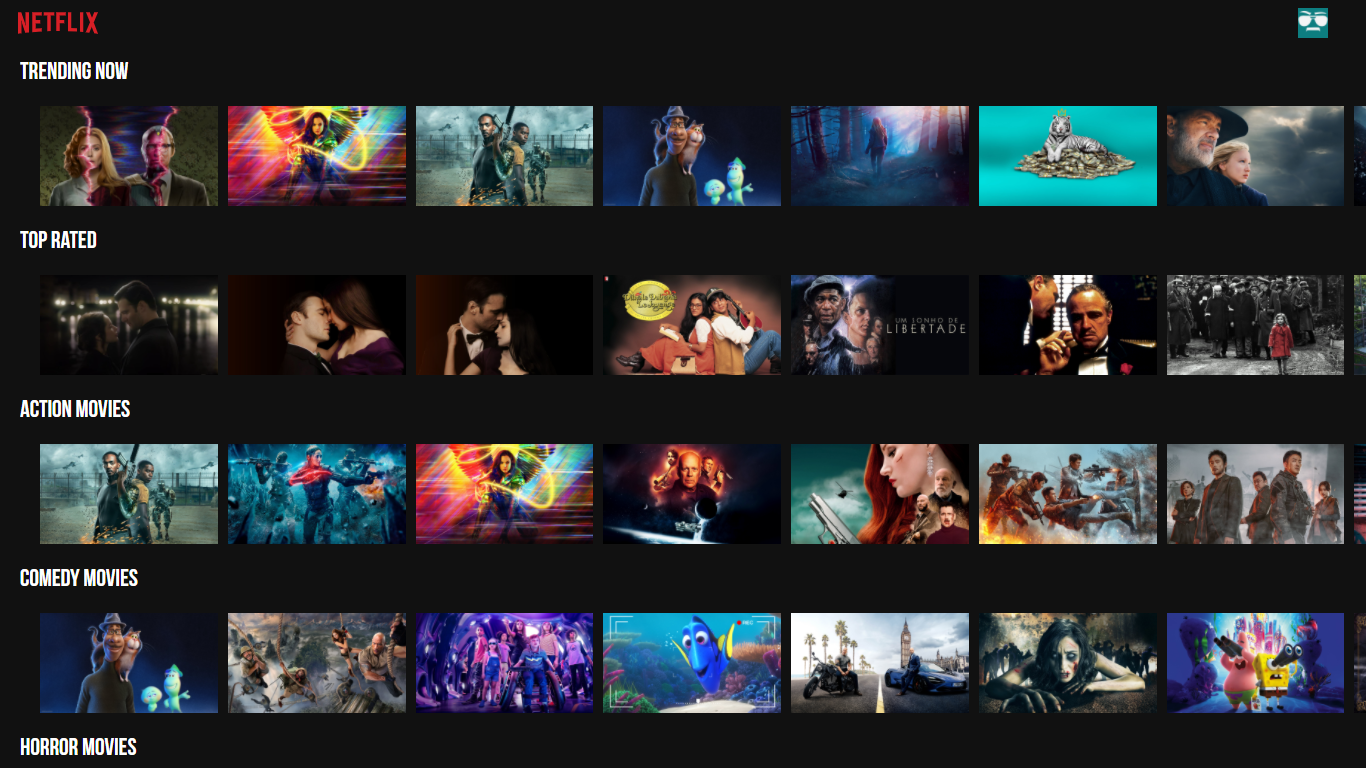 NETFLIX
TRENDING NOW
TOP RATED
UM SONHO DE
LIBERTADE
ACTION MOVIES
COMEDY MOVIES
REC
HORROR MOVIES